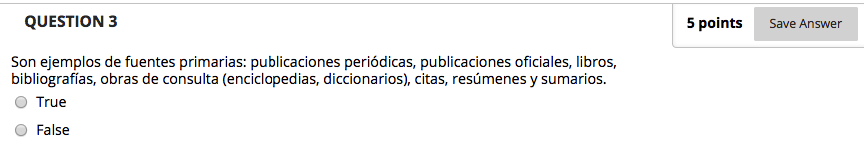 QUESTION 3
5 points
Save Answer
Son ejemplos de fuentes primarias: publicaciones periódicas, publicaciones oficiales, libros,
bibliografías, obras de consulta (enciclopedias, diccionarios), citas, resúmenes y sumarios.
True
False